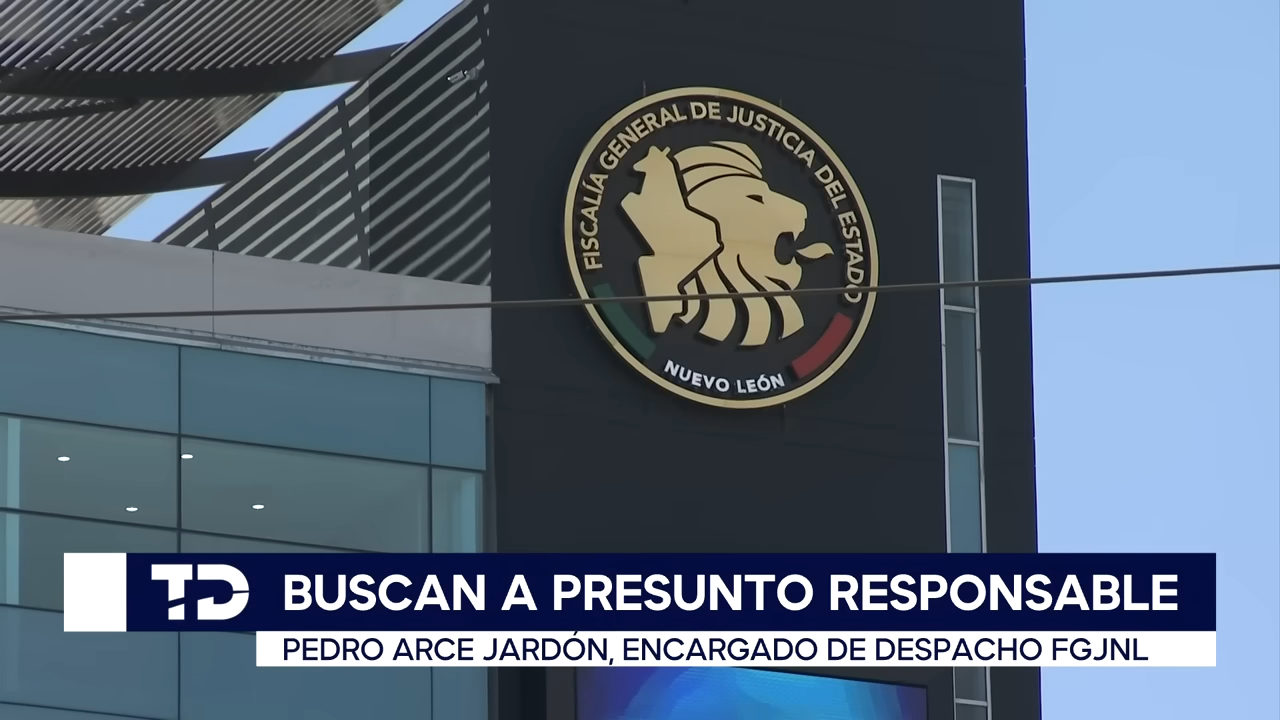 FISCALÍA GENERAL DE JUSTICIA DEL ESTADO
NUEVO LEÓN
TD BUSCAN A PRESUNTO RESPONSABLE
PEDRO ARCE JARDÓN, ENCARGADO DE DESPACHO FGJNL